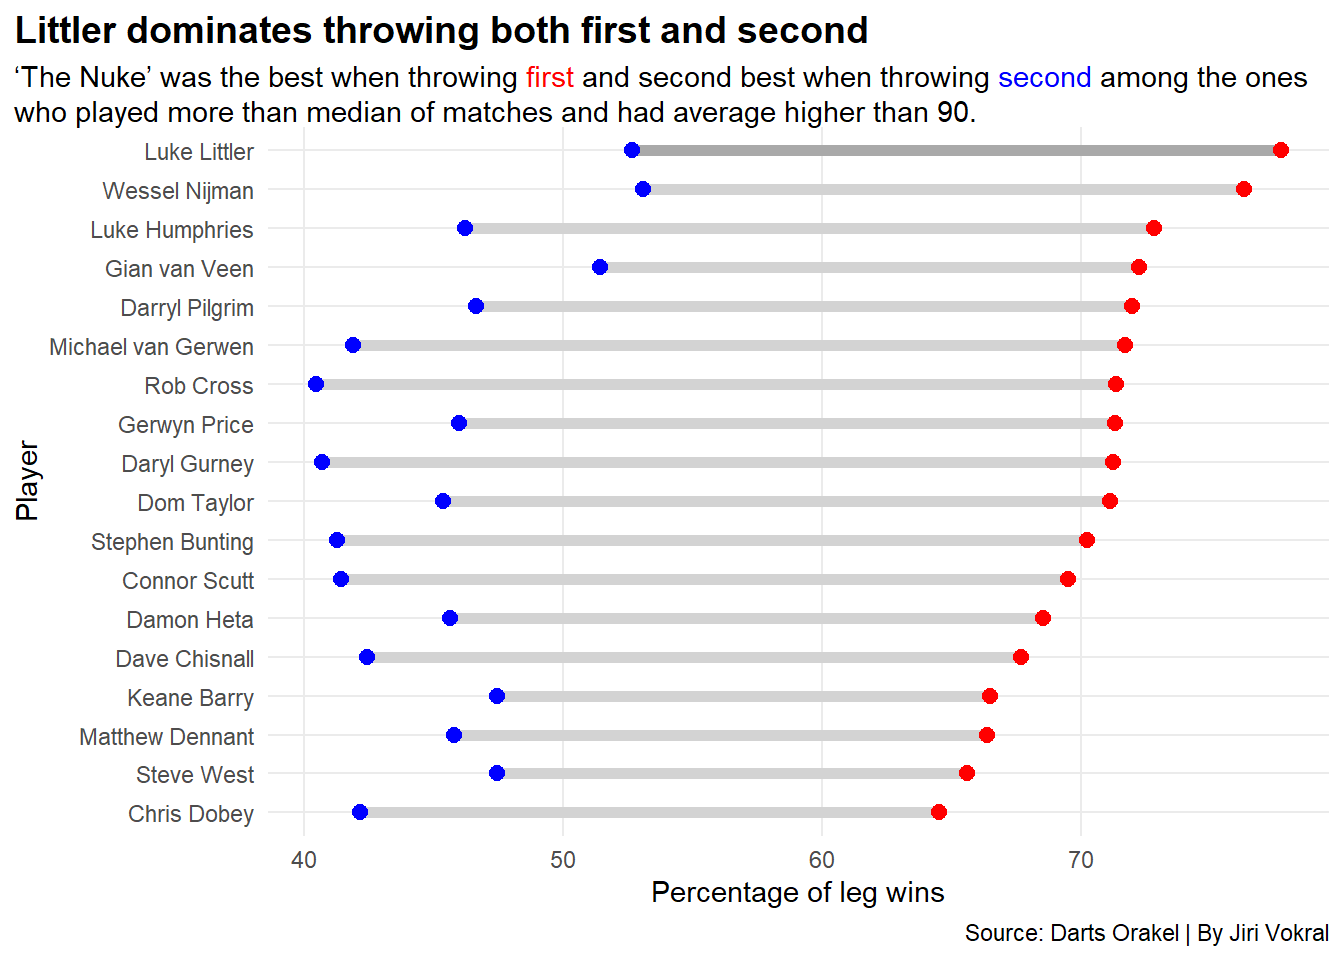 Littler dominates throwing both first and second
‘The Nuke’ was the best when throwing first and second best when throwing second among the ones
who played more than median of matches and had average higher than 90.
Player
Luke Littler
Wessel Nijman
Luke Humphries
Gian van Veen
Darryl Pilgrim
Michael van Gerwen
Rob Cross
Gerwyn Price
Daryl Gurney
Dom Taylor
Stephen Bunting
Connor Scutt
Damon Heta
Dave Chisnall
Keane Barry
Matthew Dennant
Steve West
Chris Dobey
40 50 60 70
Percentage of leg wins
Source: Darts Orakel | By Jiri Vokral